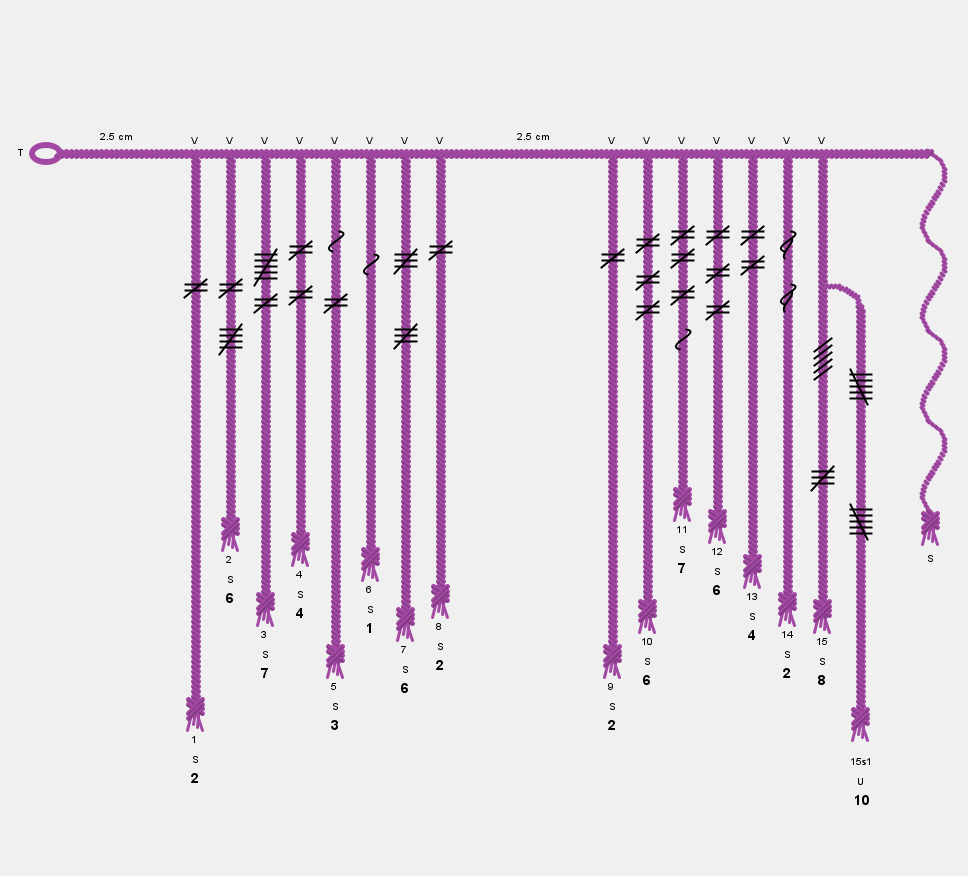 2.5 cm 2.5 cm
V V V V V V V V V V V V V V V
T
1 S 2
2 S 6
3 S 7
4 S 4
5 S 3
6 S 1
7 S 6
8 S 2
9 S 2
10 S 6
11 S 7
12 S 6
13 S 4
14 S 2
15 S 8
15s1 U 10
S